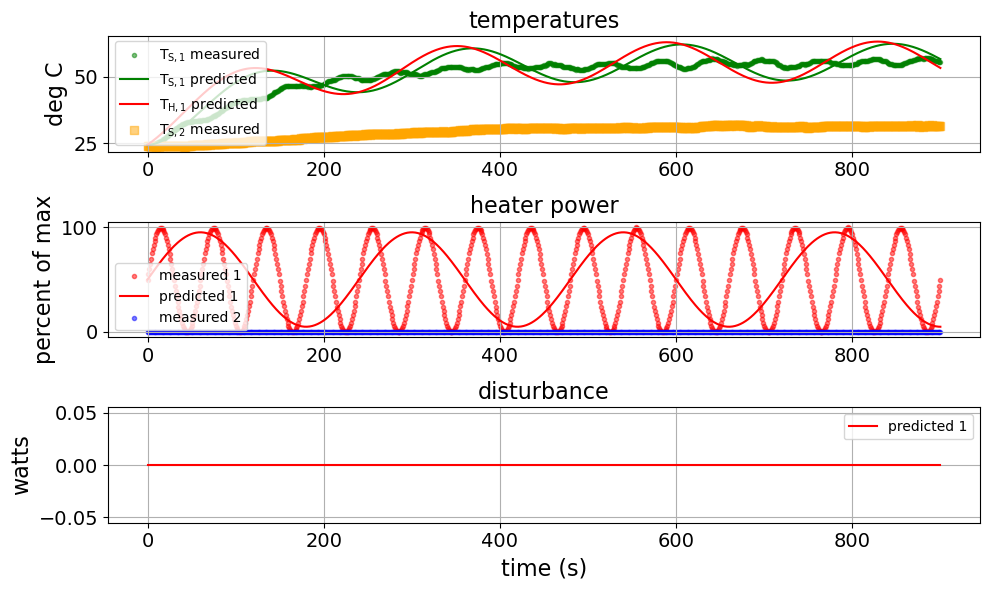 temperatures
deg C
50
25
T_S,1 measured
T_S,1 predicted
T_H,1 predicted
T_S,2 measured
0 200 400 600 800
heater power
percent of max
100
0
measured 1
predicted 1
measured 2
0 200 400 600 800
disturbance
watts
0.05
0.00
−0.05
predicted 1
0 200 400 600 800
time (s)